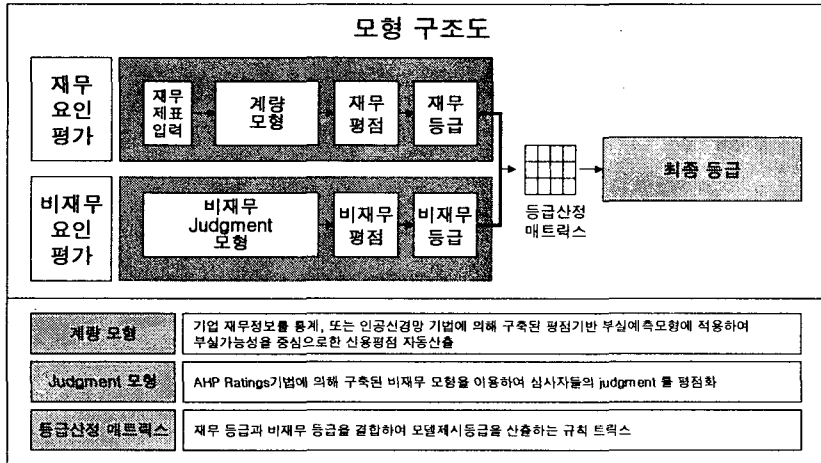 모형 구조도
재무
요인
평가
재무
제표
입력
계량
모형
재무
평점
재무
등급
비재무
요인
평가
비재무
Judgment
모형
비재무
평점
비재무
등급
등급산정
매트릭스
최종 등급
계량 모형
기업 재무정보를 통계, 또는 인공신경망 기법에 의해 구축된 평점기반 부실예측모형에 적용하여
부실가능성을 중심으로한 신용평점 자동산출
Judgment 모형
AHP Ratings기법에 의해 구축된 비재무 모형을 이용하여 심사자들의 judgment 를 평점화
등급산정 매트릭스
재무 등급과 비재무 등급을 결합하여 모델제시등급을 산출하는 규칙 트릭스